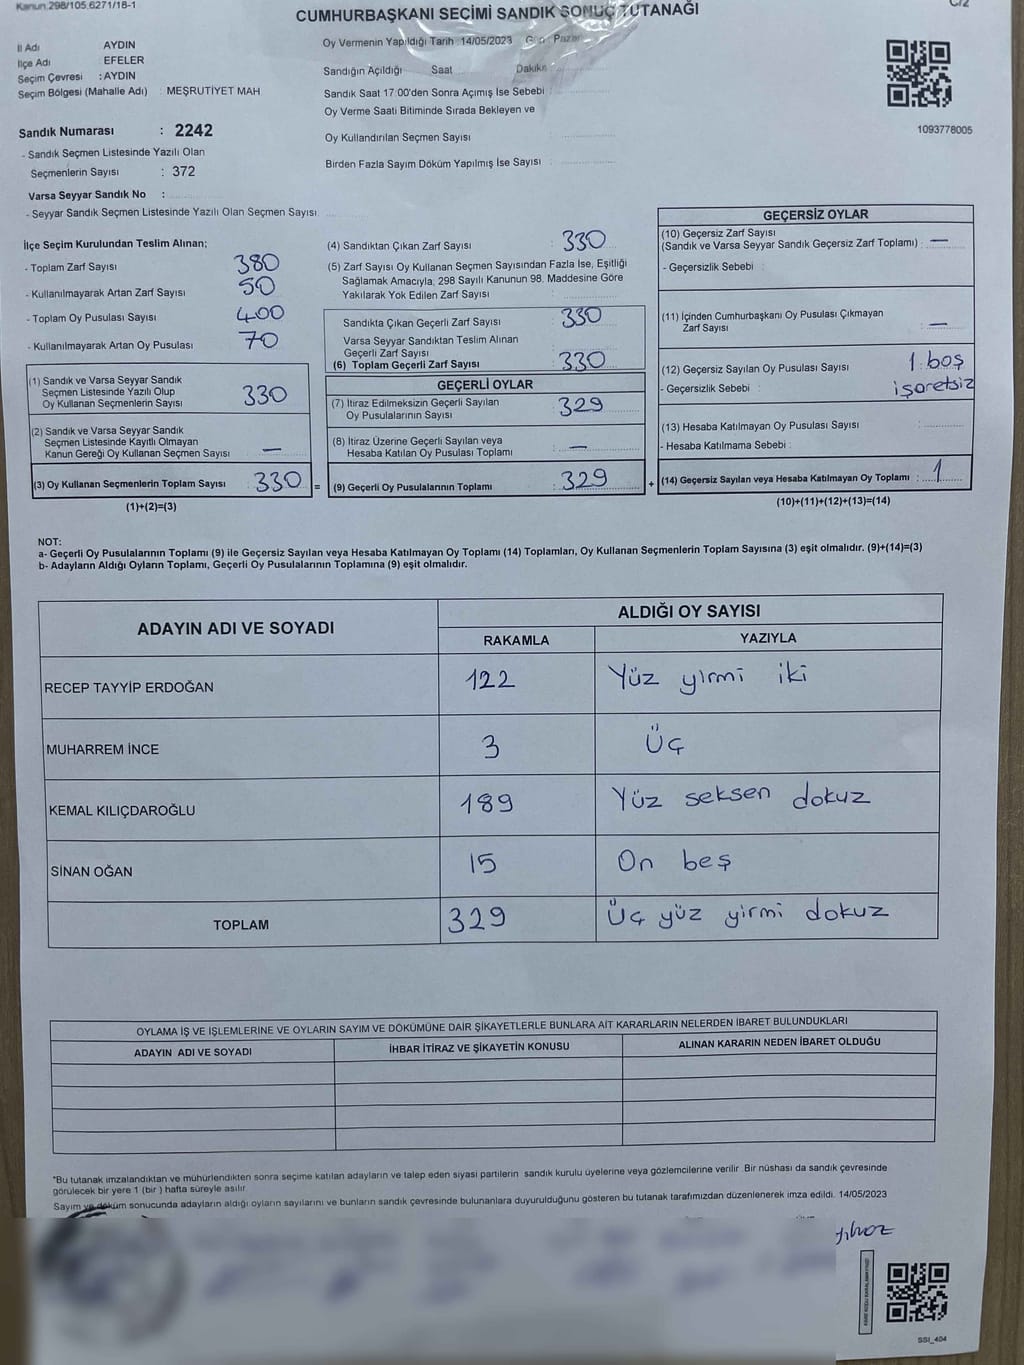 Kanun.298/105.6271/18-1
C/2
CUMHURBAŞKANI SEÇİMİ SANDIK SONUÇ TUTANAĞI
İl Adı AYDIN
İlçe Adı EFELER
Seçim Çevresi : AYDIN
Seçim Bölgesi (Mahalle Adı) : MEŞRUTİYET MAH
Sandık Numarası : 2242
- Sandık Seçmen Listesinde Yazılı Olan
Seçmenlerin Sayısı : 372
Varsa Seyyar Sandık No :
- Seyyar Sandık Seçmen Listesinde Yazılı Olan Seçmen Sayısı:
Oy Vermenin Yapıldığı Tarih :14/05/2023 Gün : Pazar
Sandığın Açıldığı Saat Dakika
Sandık Saat 17:00'den Sonra Açımış İse Sebebi :
Oy Verme Saati Bitiminde Sırada Bekleyen ve
Oy Kullandırılan Seçmen Sayısı :
Birden Fazla Sayım Döküm Yapılmış İse Sayısı :
1093778005
İlçe Seçim Kurulundan Teslim Alınan;
- Toplam Zarf Sayısı 380
- Kullanılmayarak Artan Zarf Sayısı 50
- Toplam Oy Pusulası Sayısı 400
- Kullanılmayarak Artan Oy Pusulası 70
(1) Sandık ve Varsa Seyyar Sandık
Seçmen Listesinde Yazılı Olup
Oy Kullanan Seçmenlerin Sayısı 330
(2) Sandık ve Varsa Seyyar Sandık
Seçmen Listesinde Kayıtlı Olmayan
Kanun Gereği Oy Kullanan Seçmen Sayısı : —
(3) Oy Kullanan Seçmenlerin Toplam Sayısı : 330 =
(1)+(2)=(3)
(4) Sandıktan Çıkan Zarf Sayısı : 330
(5) Zarf Sayısı Oy Kullanan Seçmen Sayısından Fazla İse, Eşitliği
Sağlamak Amacıyla, 298 Sayılı Kanunun 98. Maddesine Göre
Yakılarak Yok Edilen Zarf Sayısı :
Sandıkta Çıkan Geçerli Zarf Sayısı : 330
Varsa Seyyar Sandıktan Teslim Alınan
Geçerli Zarf Sayısı :
(6) Toplam Geçerli Zarf Sayısı : 330
GEÇERLİ OYLAR
(7) İtiraz Edilmeksizin Geçerli Sayılan
Oy Pusulalarının Sayısı : 329
(8) İtiraz Üzerine Geçerli Sayılan veya
Hesaba Katılan Oy Pusulası Toplamı : —
(9) Geçerli Oy Pusulalarının Toplamı : 329 +
GEÇERSİZ OYLAR
(10) Geçersiz Zarf Sayısı
(Sandık ve Varsa Seyyar Sandık Geçersiz Zarf Toplamı) : —
- Geçersizlik Sebebi :
(11) İçinden Cumhurbaşkanı Oy Pusulası Çıkmayan
Zarf Sayısı : —
(12) Geçersiz Sayılan Oy Pusulası Sayısı : 1 boş
- Geçersizlik Sebebi : işaretsiz
(13) Hesaba Katılmayan Oy Pusulası Sayısı :
- Hesaba Katılmama Sebebi :
(14) Geçersiz Sayılan veya Hesaba Katılmayan Oy Toplamı : 1
(10)+(11)+(12)+(13)=(14)
NOT:
a- Geçerli Oy Pusulalarının Toplamı (9) ile Geçersiz Sayılan veya Hesaba Katılmayan Oy Toplamı (14) Toplamları, Oy Kullanan Seçmenlerin Toplam Sayısına (3) eşit olmalıdır. (9)+(14)=(3)
b- Adayların Aldığı Oyların Toplamı, Geçerli Oy Pusulalarının Toplamına (9) eşit olmalıdır.
ADAYIN ADI VE SOYADI ALDIĞI OY SAYISI
RAKAMLA YAZIYLA
RECEP TAYYİP ERDOĞAN 122 Yüz yirmi iki
MUHARREM İNCE 3 Üç
KEMAL KILIÇDAROĞLU 189 Yüz seksen dokuz
SİNAN OĞAN 15 On beş
TOPLAM 329 Üç yüz yirmi dokuz
OYLAMA İŞ VE İŞLEMLERİNE VE OYLARIN SAYIM VE DÖKÜMÜNE DAİR ŞİKAYETLERLE BUNLARA AİT KARARLARIN NELERDEN İBARET BULUNDUKLARI
ADAYIN ADI VE SOYADI İHBAR İTİRAZ VE ŞİKAYETİN KONUSU ALINAN KARARIN NEDEN İBARET OLDUĞU
*Bu tutanak imzalandıktan ve mühürlendikten sonra seçime katılan adayların ve talep eden siyasi partilerin sandık kurulu üyelerine veya gözlemcilerine verilir. Bir nüshası da sandık çevresinde
görülecek bir yere 1 (bir) hafta süreyle asılır.
Sayım ve döküm sonucunda adayların aldığı oyların sayılarını ve bunların sandık çevresinde bulunanlara duyurulduğunu gösteren bu tutanak tarafımızdan düzenlenerek imza edildi. 14/05/2023
SSI_404